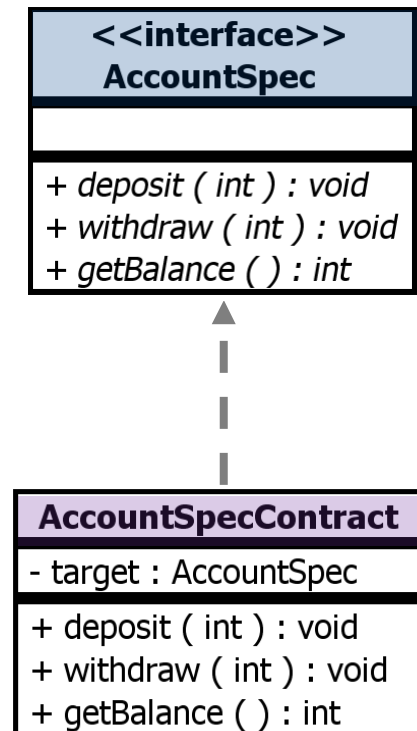 <<interface>>
AccountSpec
+ deposit ( int ) : void
+ withdraw ( int ) : void
+ getBalance ( ) : int
AccountSpecContract
- target : AccountSpec
+ deposit ( int ) : void
+ withdraw ( int ) : void
+ getBalance ( ) : int